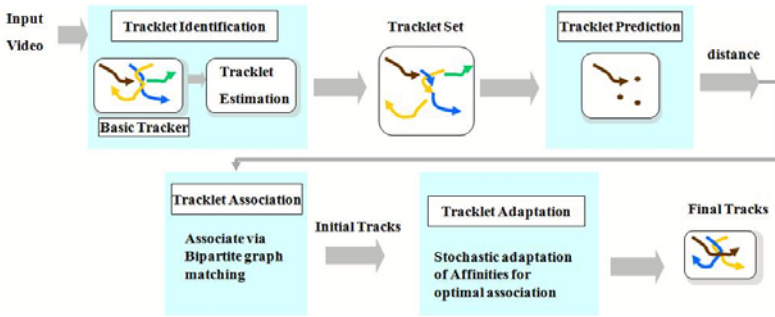 Input
Video
Tracklet Identification
Tracklet
Estimation
Basic Tracker
Tracklet Set
Tracklet Prediction
distance
Tracklet Association
Associate via
Bipartite graph
matching
Initial Tracks
Tracklet Adaptation
Stochastic adaptation
of Affinities for
optimal association
Final Tracks